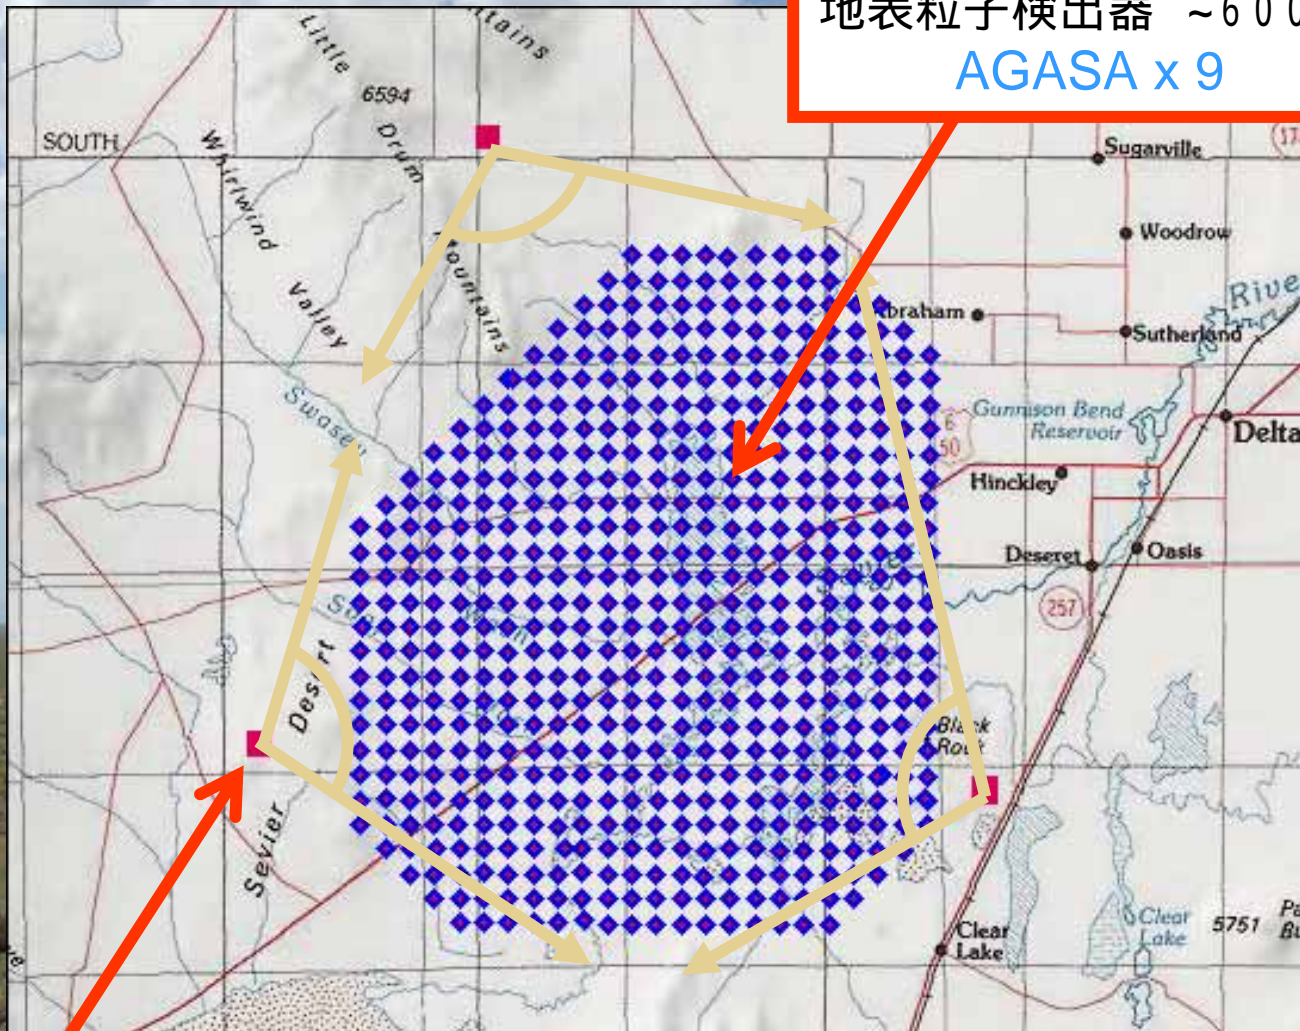 地表粒子検出器 ~600
AGASA x 9
Little
6594
Drum
Mountains
SOUTH
Whirlwind
Valley
Sugarville
Woodrow
Abraham
Sutherland
6
50
Gunnison Bend
Reservoir
Delta
Hinckley
Deseret
Oasis
257
Desert
Black
Rock
Sevier
Clear
Lake
Clear
Lake
5751